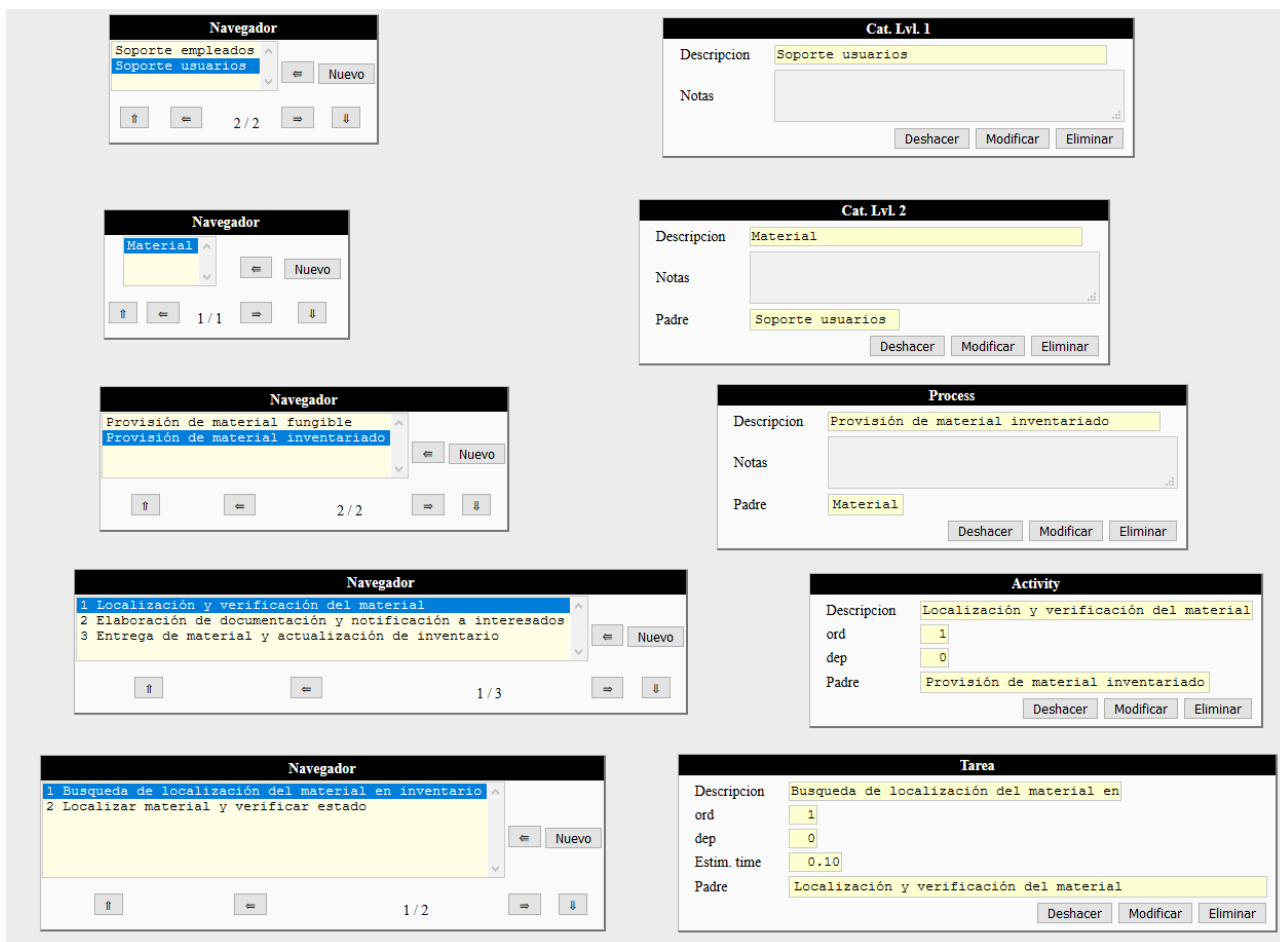 Navegador
Soporte empleados
Soporte usuarios
⇐ Nuevo
⇑ ⇐ 2 / 2 ⇒ ⇓
Cat. Lvl. 1
Descripcion Soporte usuarios
Notas
Deshacer Modificar Eliminar
Navegador
Material
⇐ Nuevo
⇑ ⇐ 1 / 1 ⇒ ⇓
Cat. Lvl. 2
Descripcion Material
Notas
Padre Soporte usuarios
Deshacer Modificar Eliminar
Navegador
Provisión de material fungible
Provisión de material inventariado
⇐ Nuevo
⇑ ⇐ 2 / 2 ⇒ ⇓
Process
Descripcion Provisión de material inventariado
Notas
Padre Material
Deshacer Modificar Eliminar
Navegador
1 Localización y verificación del material
2 Elaboración de documentación y notificación a interesados
3 Entrega de material y actualización de inventario
⇐ Nuevo
⇑ ⇐ 1 / 3 ⇒ ⇓
Activity
Descripcion Localización y verificación del material
ord 1
dep 0
Padre Provisión de material inventariado
Deshacer Modificar Eliminar
Navegador
1 Busqueda de localización del material en inventario
2 Localizar material y verificar estado
⇐ Nuevo
⇑ ⇐ 1 / 2 ⇒ ⇓
Tarea
Descripcion Busqueda de localización del material en
ord 1
dep 0
Estim. time 0.10
Padre Localización y verificación del material
Deshacer Modificar Eliminar